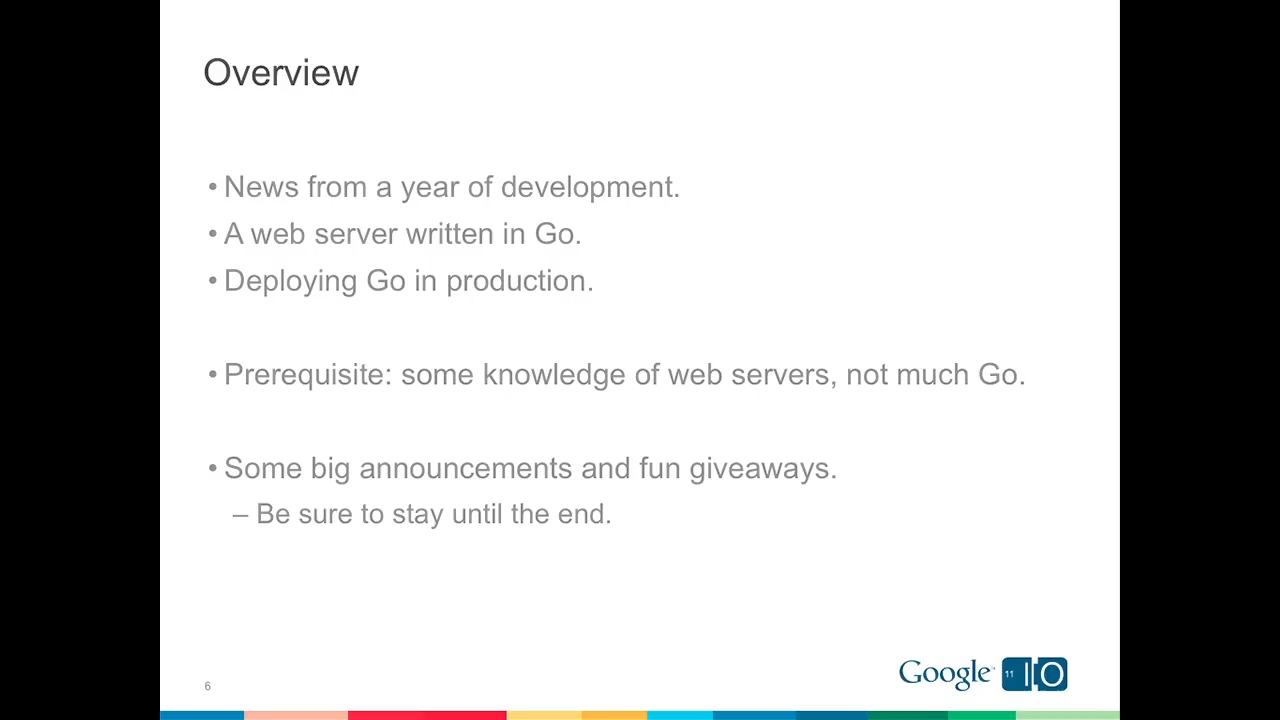 Overview
• News from a year of development.
• A web server written in Go.
• Deploying Go in production.
• Prerequisite: some knowledge of web servers, not much Go.
• Some big announcements and fun giveaways.
– Be sure to stay until the end.
6
Google™ 11 IO